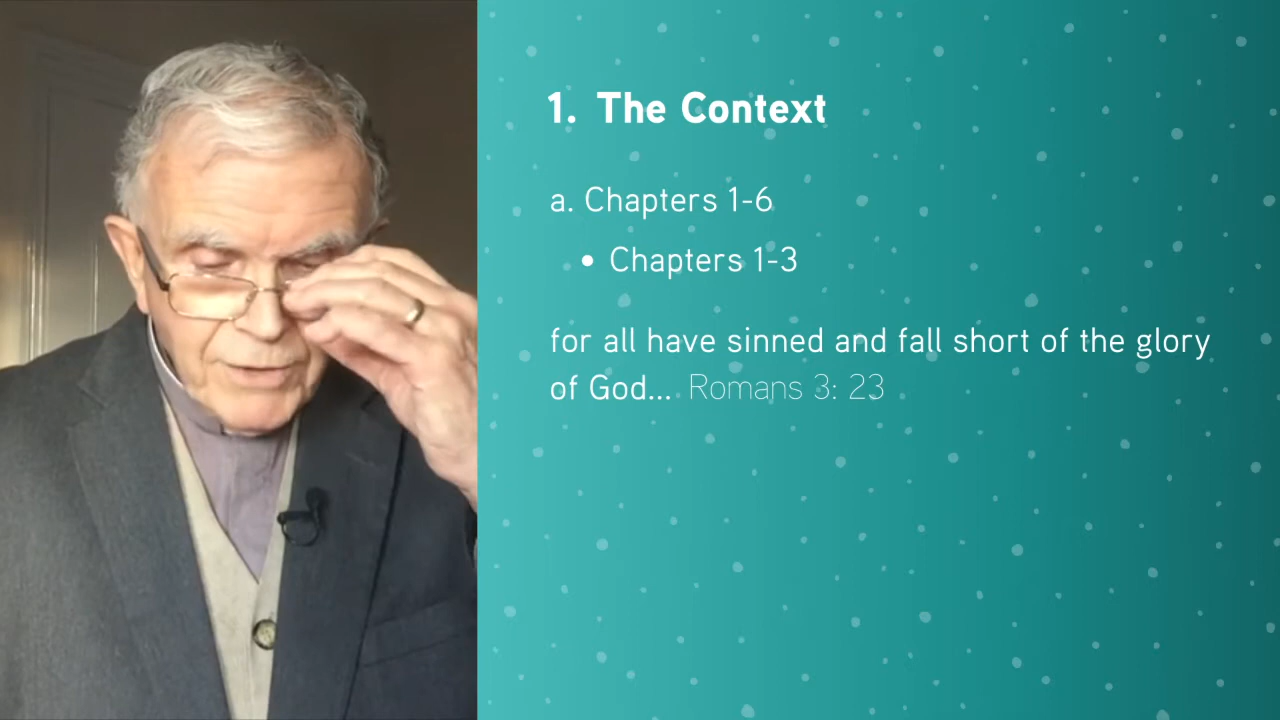 1. The Context
a. Chapters 1-6
• Chapters 1-3
for all have sinned and fall short of the glory
of God... Romans 3: 23